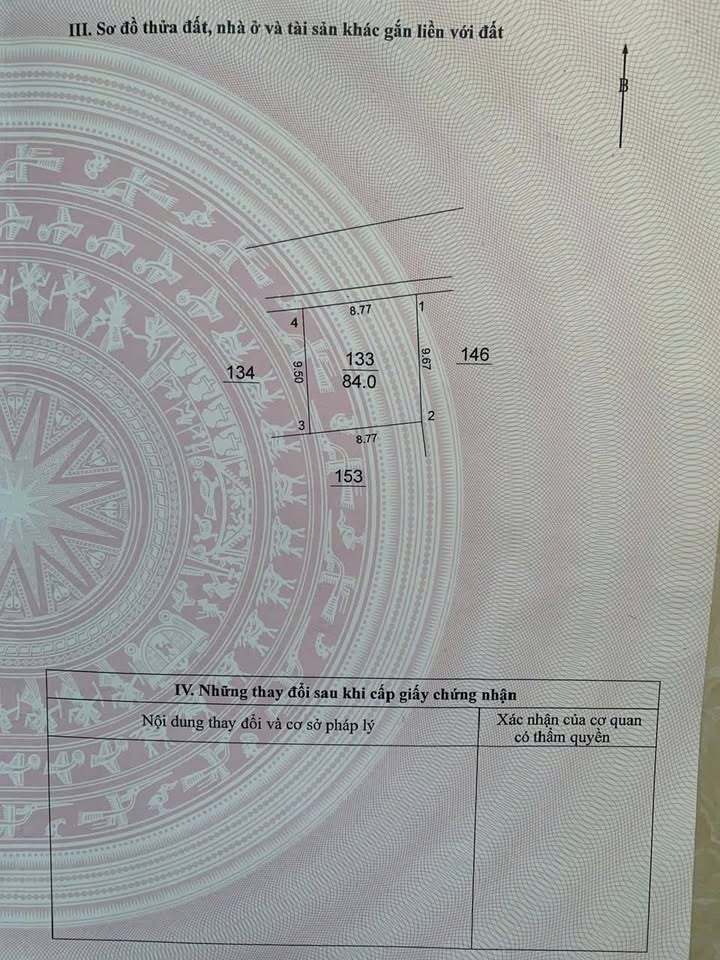 III. Sơ đồ thửa đất, nhà ở và tài sản khác gắn liền với đất
B
8.77
1
4
134
9.50
133
84.0
9.67
146
3
2
8.77
153
IV. Những thay đổi sau khi cấp giấy chứng nhận
Nội dung thay đổi và cơ sở pháp lý
Xác nhận của cơ quan
có thẩm quyền